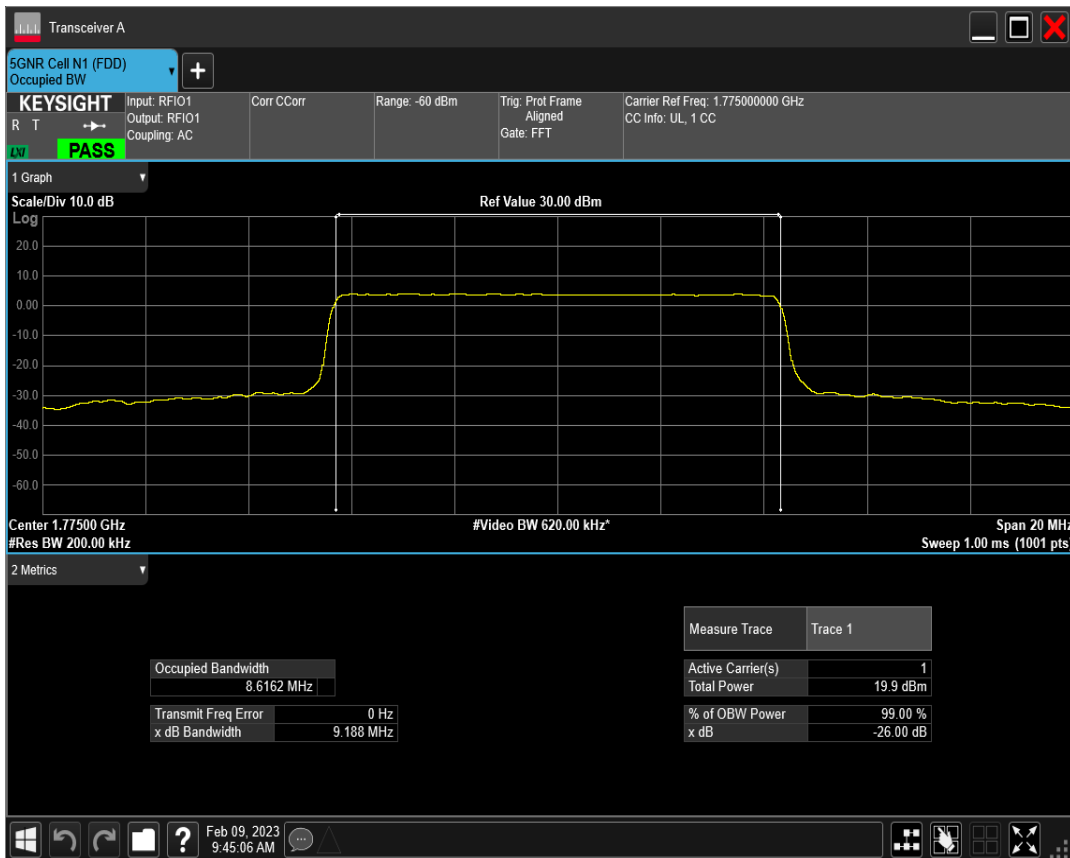 Transceiver A
5GNR Cell N1 (FDD)
Occupied BW
+
KEYSIGHT
R T
LXI
PASS
Input: RFIO1
Output: RFIO1
Coupling: AC
Corr CCorr
Range: -60 dBm
Trig: Prot Frame
Aligned
Gate: FFT
Carrier Ref Freq: 1.775000000 GHz
CC Info: UL, 1 CC
1 Graph
Scale/Div 10.0 dB
Ref Value 30.00 dBm
Log
20.0
10.0
0.00
-10.0
-20.0
-30.0
-40.0
-50.0
-60.0
Center 1.77500 GHz
#Video BW 620.00 kHz*
Span 20 MHz
#Res BW 200.00 kHz
Sweep 1.00 ms (1001 pts)
2 Metrics
Measure Trace Trace 1
Occupied Bandwidth
8.6162 MHz
Active Carrier(s) 1
Total Power 19.9 dBm
Transmit Freq Error 0 Hz
x dB Bandwidth 9.188 MHz
% of OBW Power 99.00 %
x dB -26.00 dB
?
Feb 09, 2023
9:45:06 AM